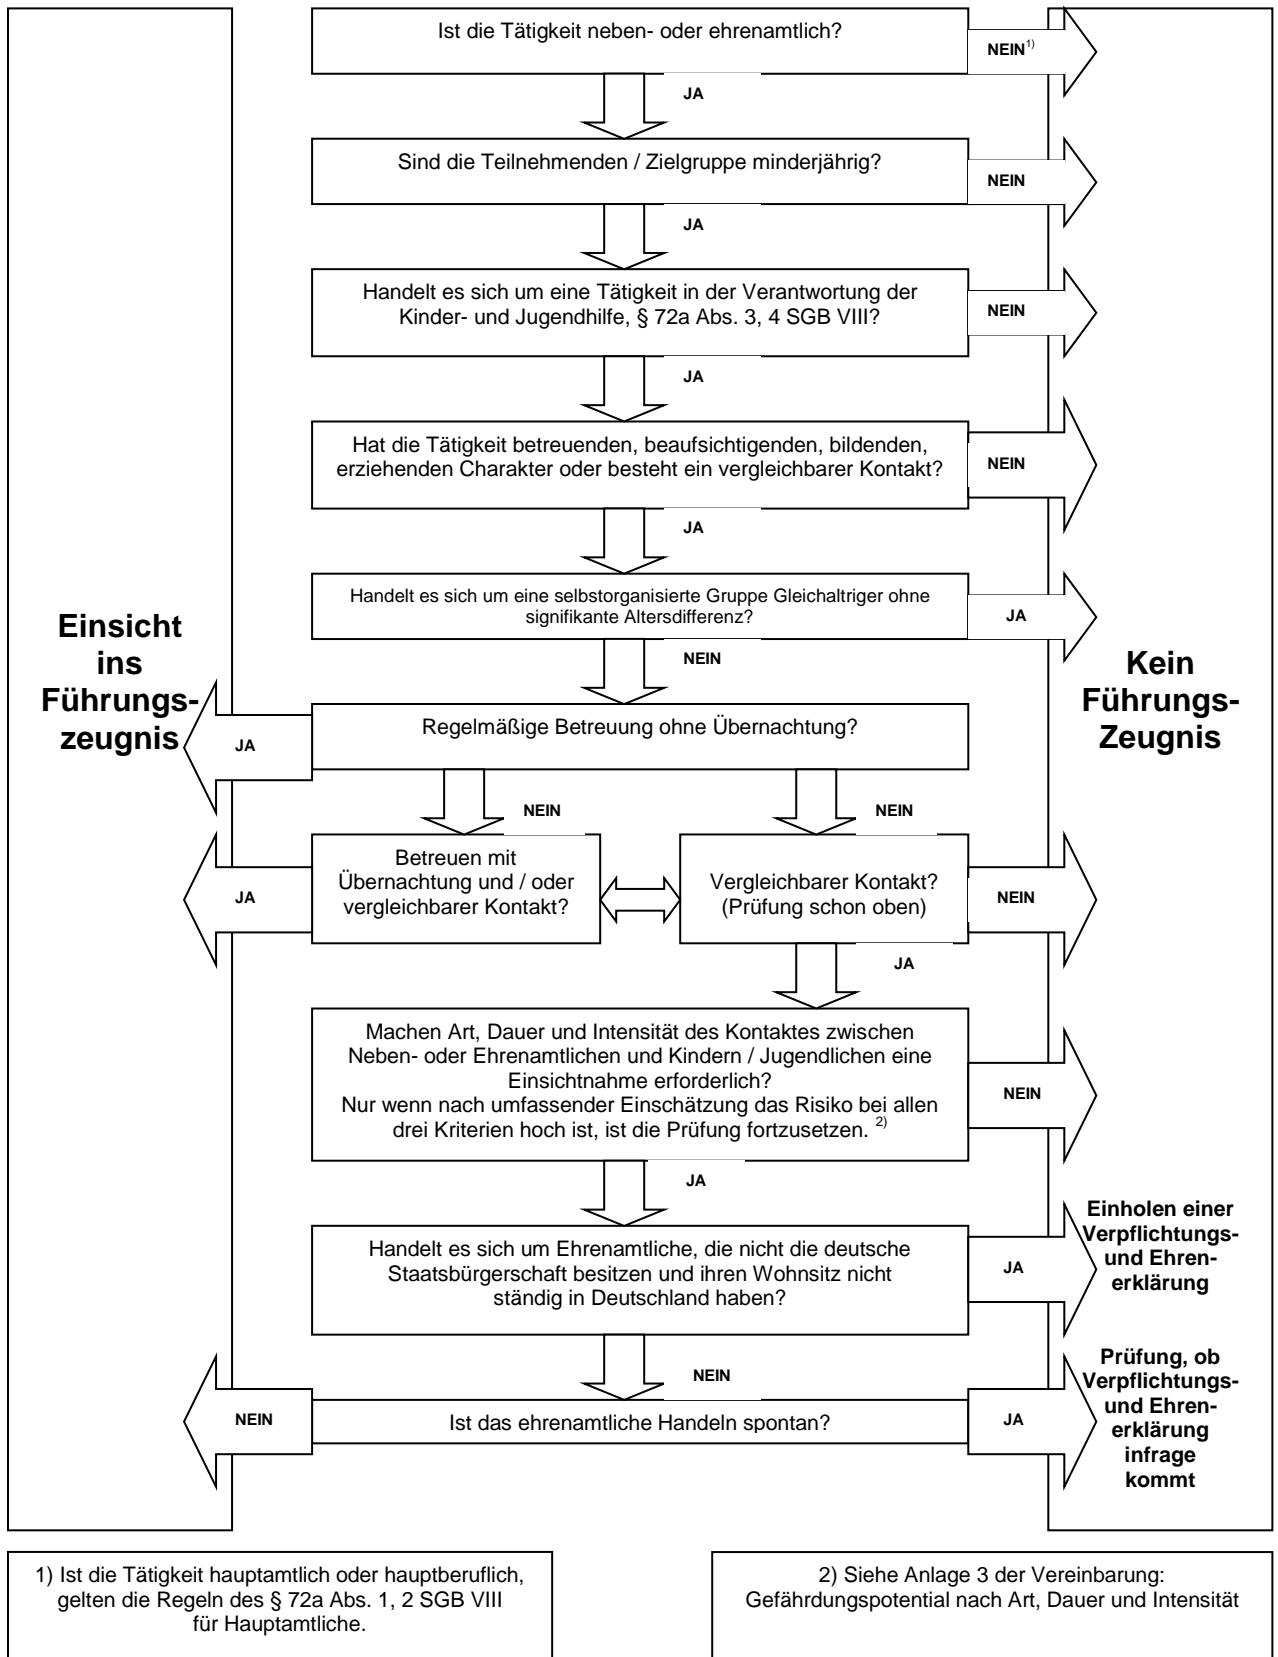 Ist die Tätigkeit neben- oder ehrenamtlich?
NEIN1)
JA
Sind die Teilnehmenden / Zielgruppe minderjährig?
NEIN
JA
Handelt es sich um eine Tätigkeit in der Verantwortung der
Kinder- und Jugendhilfe, § 72a Abs. 3, 4 SGB VIII?
NEIN
JA
Hat die Tätigkeit betreuenden, beaufsichtigenden, bildenden,
erziehenden Charakter oder besteht ein vergleichbarer Kontakt?
NEIN
JA
Handelt es sich um eine selbstorganisierte Gruppe Gleichaltriger ohne
signifikante Altersdifferenz?
JA
NEIN
Einsicht
ins
Führungs-
zeugnis
Kein
Führungs-
Zeugnis
Regelmäßige Betreuung ohne Übernachtung?
JA
NEIN
NEIN
Betreuen mit
Übernachtung und / oder
vergleichbarer Kontakt?
JA
Vergleichbarer Kontakt?
(Prüfung schon oben)
NEIN
JA
Machen Art, Dauer und Intensität des Kontaktes zwischen
Neben- oder Ehrenamtlichen und Kindern / Jugendlichen eine
Einsichtnahme erforderlich?
Nur wenn nach umfassender Einschätzung das Risiko bei allen
drei Kriterien hoch ist, ist die Prüfung fortzusetzen. 2)
NEIN
JA
Handelt es sich um Ehrenamtliche, die nicht die deutsche
Staatsbürgerschaft besitzen und ihren Wohnsitz nicht
ständig in Deutschland haben?
JA
Einholen einer
Verpflichtungs-
und Ehren-
erklärung
NEIN
Ist das ehrenamtliche Handeln spontan?
NEIN
JA
Prüfung, ob
Verpflichtungs-
und Ehren-
erklärung
infrage
kommt
1) Ist die Tätigkeit hauptamtlich oder hauptberuflich,
gelten die Regeln des § 72a Abs. 1, 2 SGB VIII
für Hauptamtliche.
2) Siehe Anlage 3 der Vereinbarung:
Gefährdungspotential nach Art, Dauer und Intensität